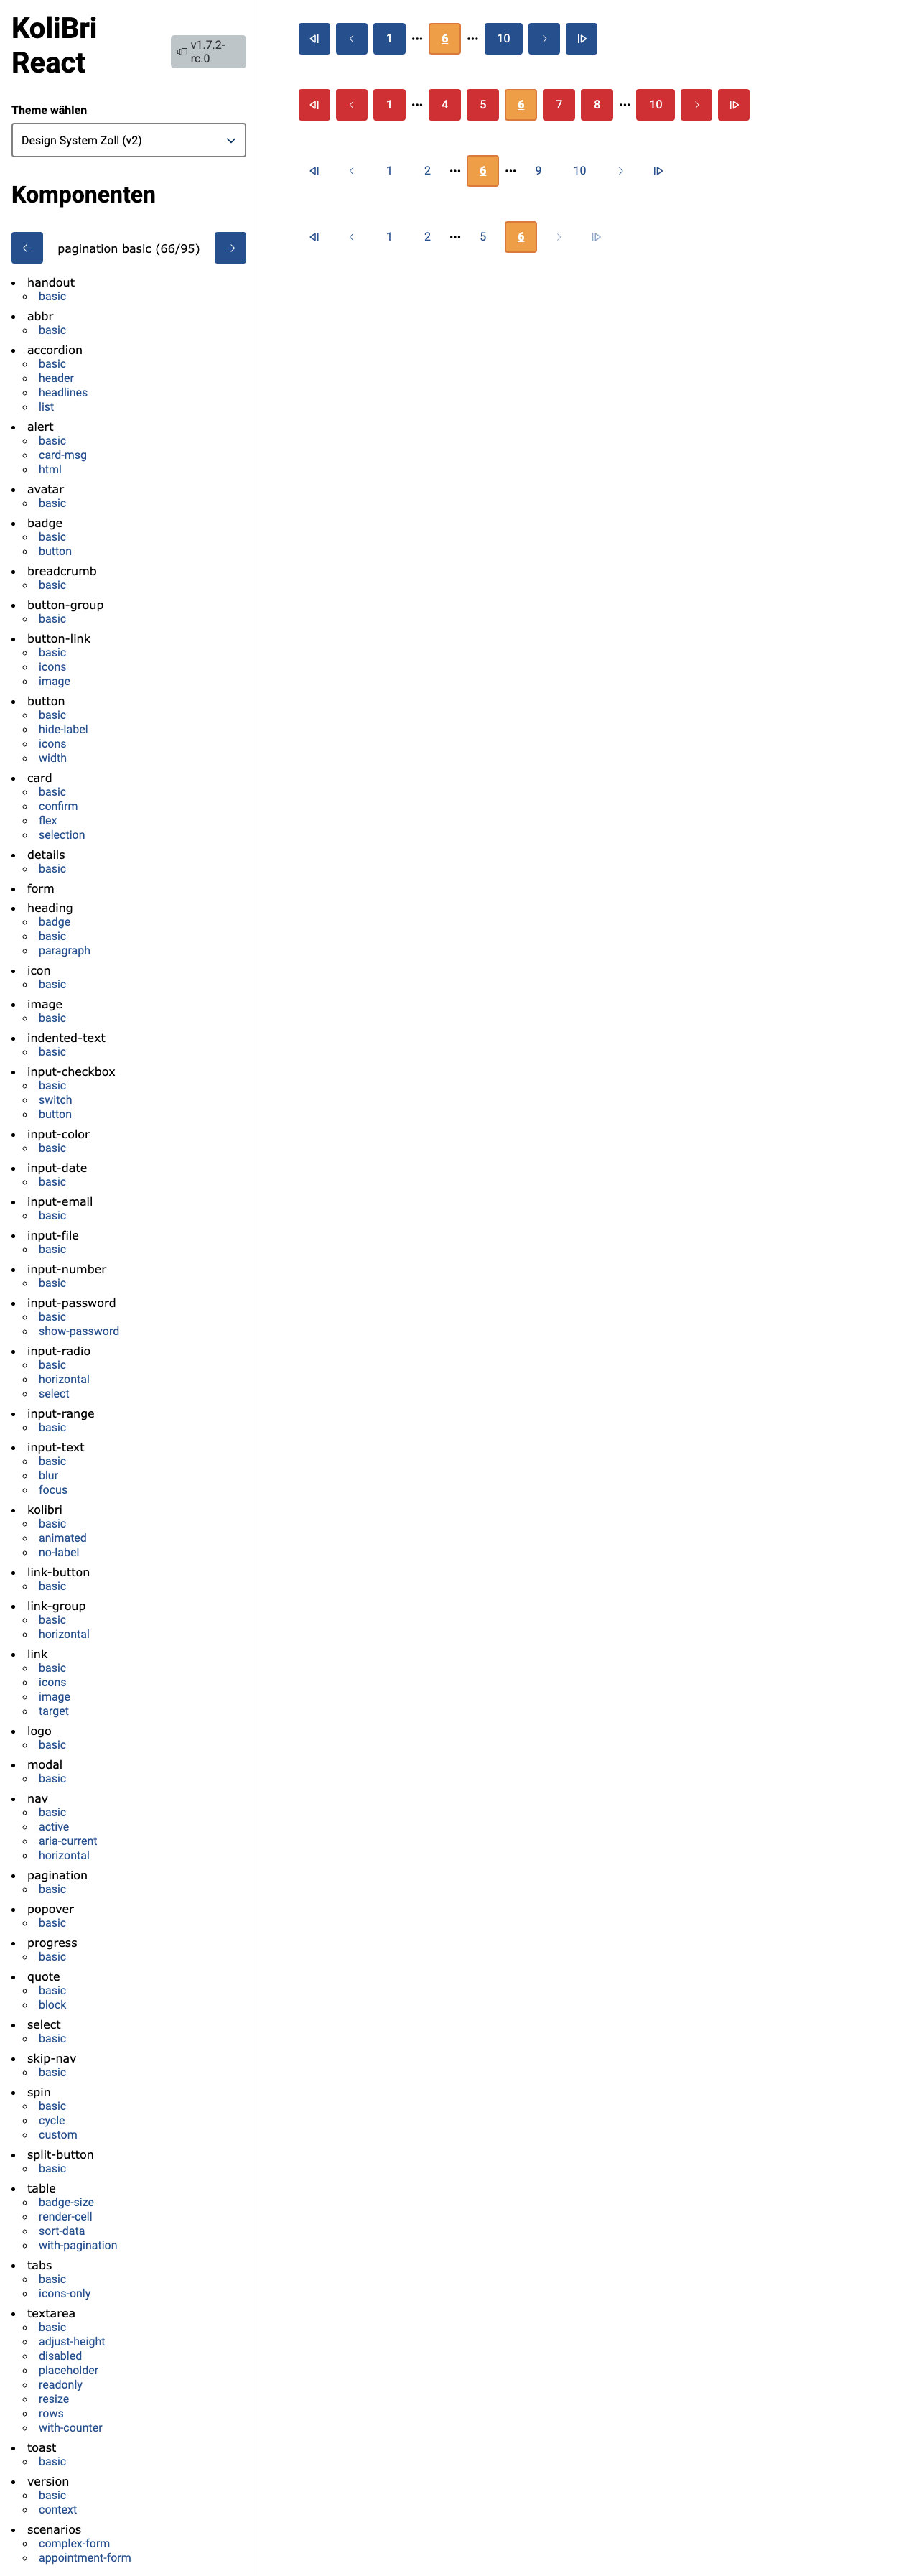 KoliBri
React
v1.7.2-
rc.0
Theme wählen
Design System Zoll (v2)
Komponenten
pagination basic (66/95)
handout
basic
abbr
basic
accordion
basic
header
headlines
list
alert
basic
card-msg
html
avatar
basic
badge
basic
button
breadcrumb
basic
button-group
basic
button-link
basic
icons
image
button
basic
hide-label
icons
width
card
basic
confirm
flex
selection
details
basic
form
heading
badge
basic
paragraph
icon
basic
image
basic
indented-text
basic
input-checkbox
basic
switch
button
input-color
basic
input-date
basic
input-email
basic
input-file
basic
input-number
basic
input-password
basic
show-password
input-radio
basic
horizontal
select
input-range
basic
input-text
basic
blur
focus
kolibri
basic
animated
no-label
link-button
basic
link-group
basic
horizontal
link
basic
icons
image
target
logo
basic
modal
basic
nav
basic
active
aria-current
horizontal
pagination
basic
popover
basic
progress
basic
quote
basic
block
select
basic
skip-nav
basic
spin
basic
cycle
custom
split-button
basic
table
badge-size
render-cell
sort-data
with-pagination
tabs
basic
icons-only
textarea
basic
adjust-height
disabled
placeholder
readonly
resize
rows
with-counter
toast
basic
version
basic
context
scenarios
complex-form
appointment-form
1 ••• 6 ••• 10
1 ••• 4 5 6 7 8 ••• 10
1 2 ••• 6 ••• 9 10
1 2 ••• 5 6